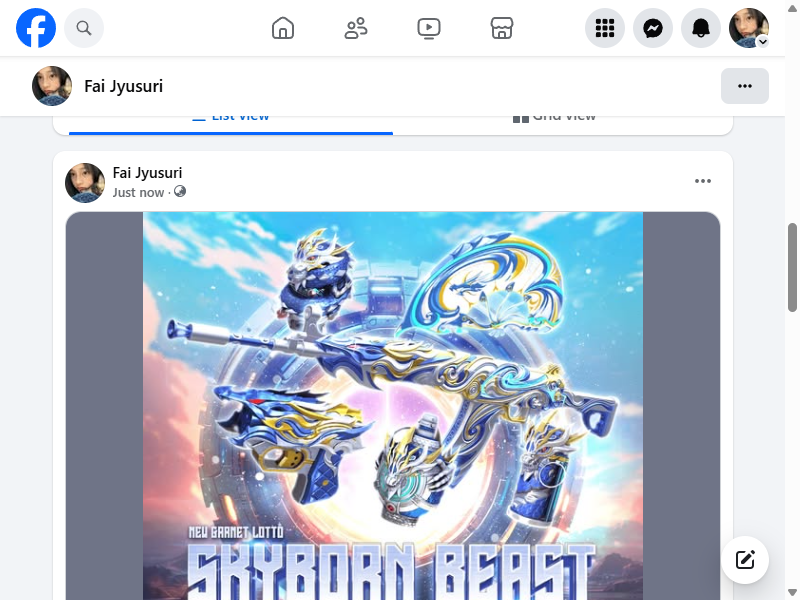 Fai Jyusuri
List view
Grid view
Fai Jyusuri
Just now ·
NEW GARNET LOTTO
SKYBORN BEAST